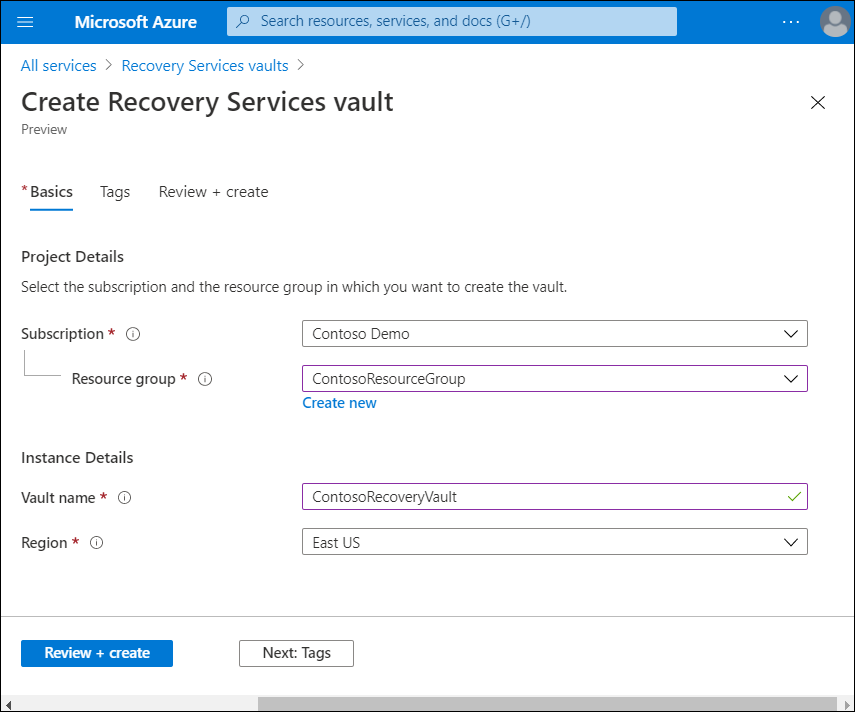 Microsoft Azure
Search resources, services, and docs (G+/)
All services > Recovery Services vaults >
Create Recovery Services vault
Preview
* Basics Tags Review + create
Project Details
Select the subscription and the resource group in which you want to create the vault.
Subscription * Contoso Demo
Resource group * ContosoResourceGroup
Create new
Instance Details
Vault name * ContosoRecoveryVault
Region * East US
Review + create Next: Tags